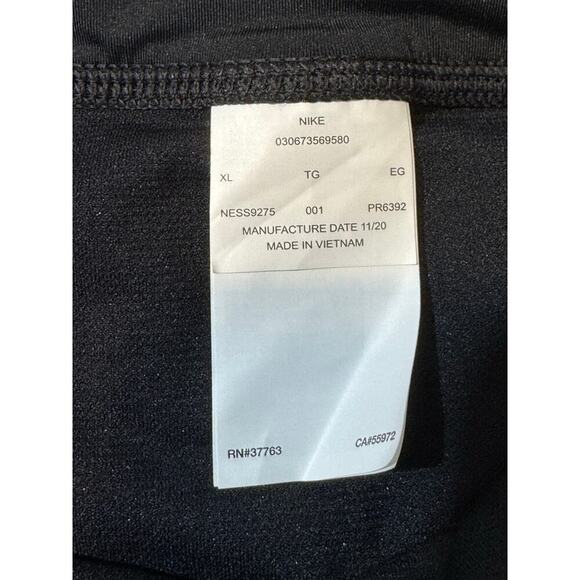 NIKE
030673569580
XL TG EG
NESS9275 001 PR6392
MANUFACTURE DATE 11/20
MADE IN VIETNAM
RN#37763 CA#55972